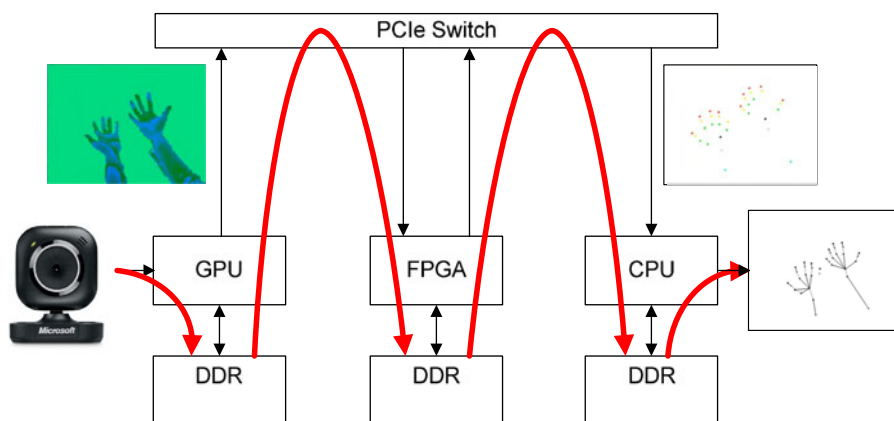 PCIe Switch
GPU
FPGA
CPU
Microsoft
DDR
DDR
DDR